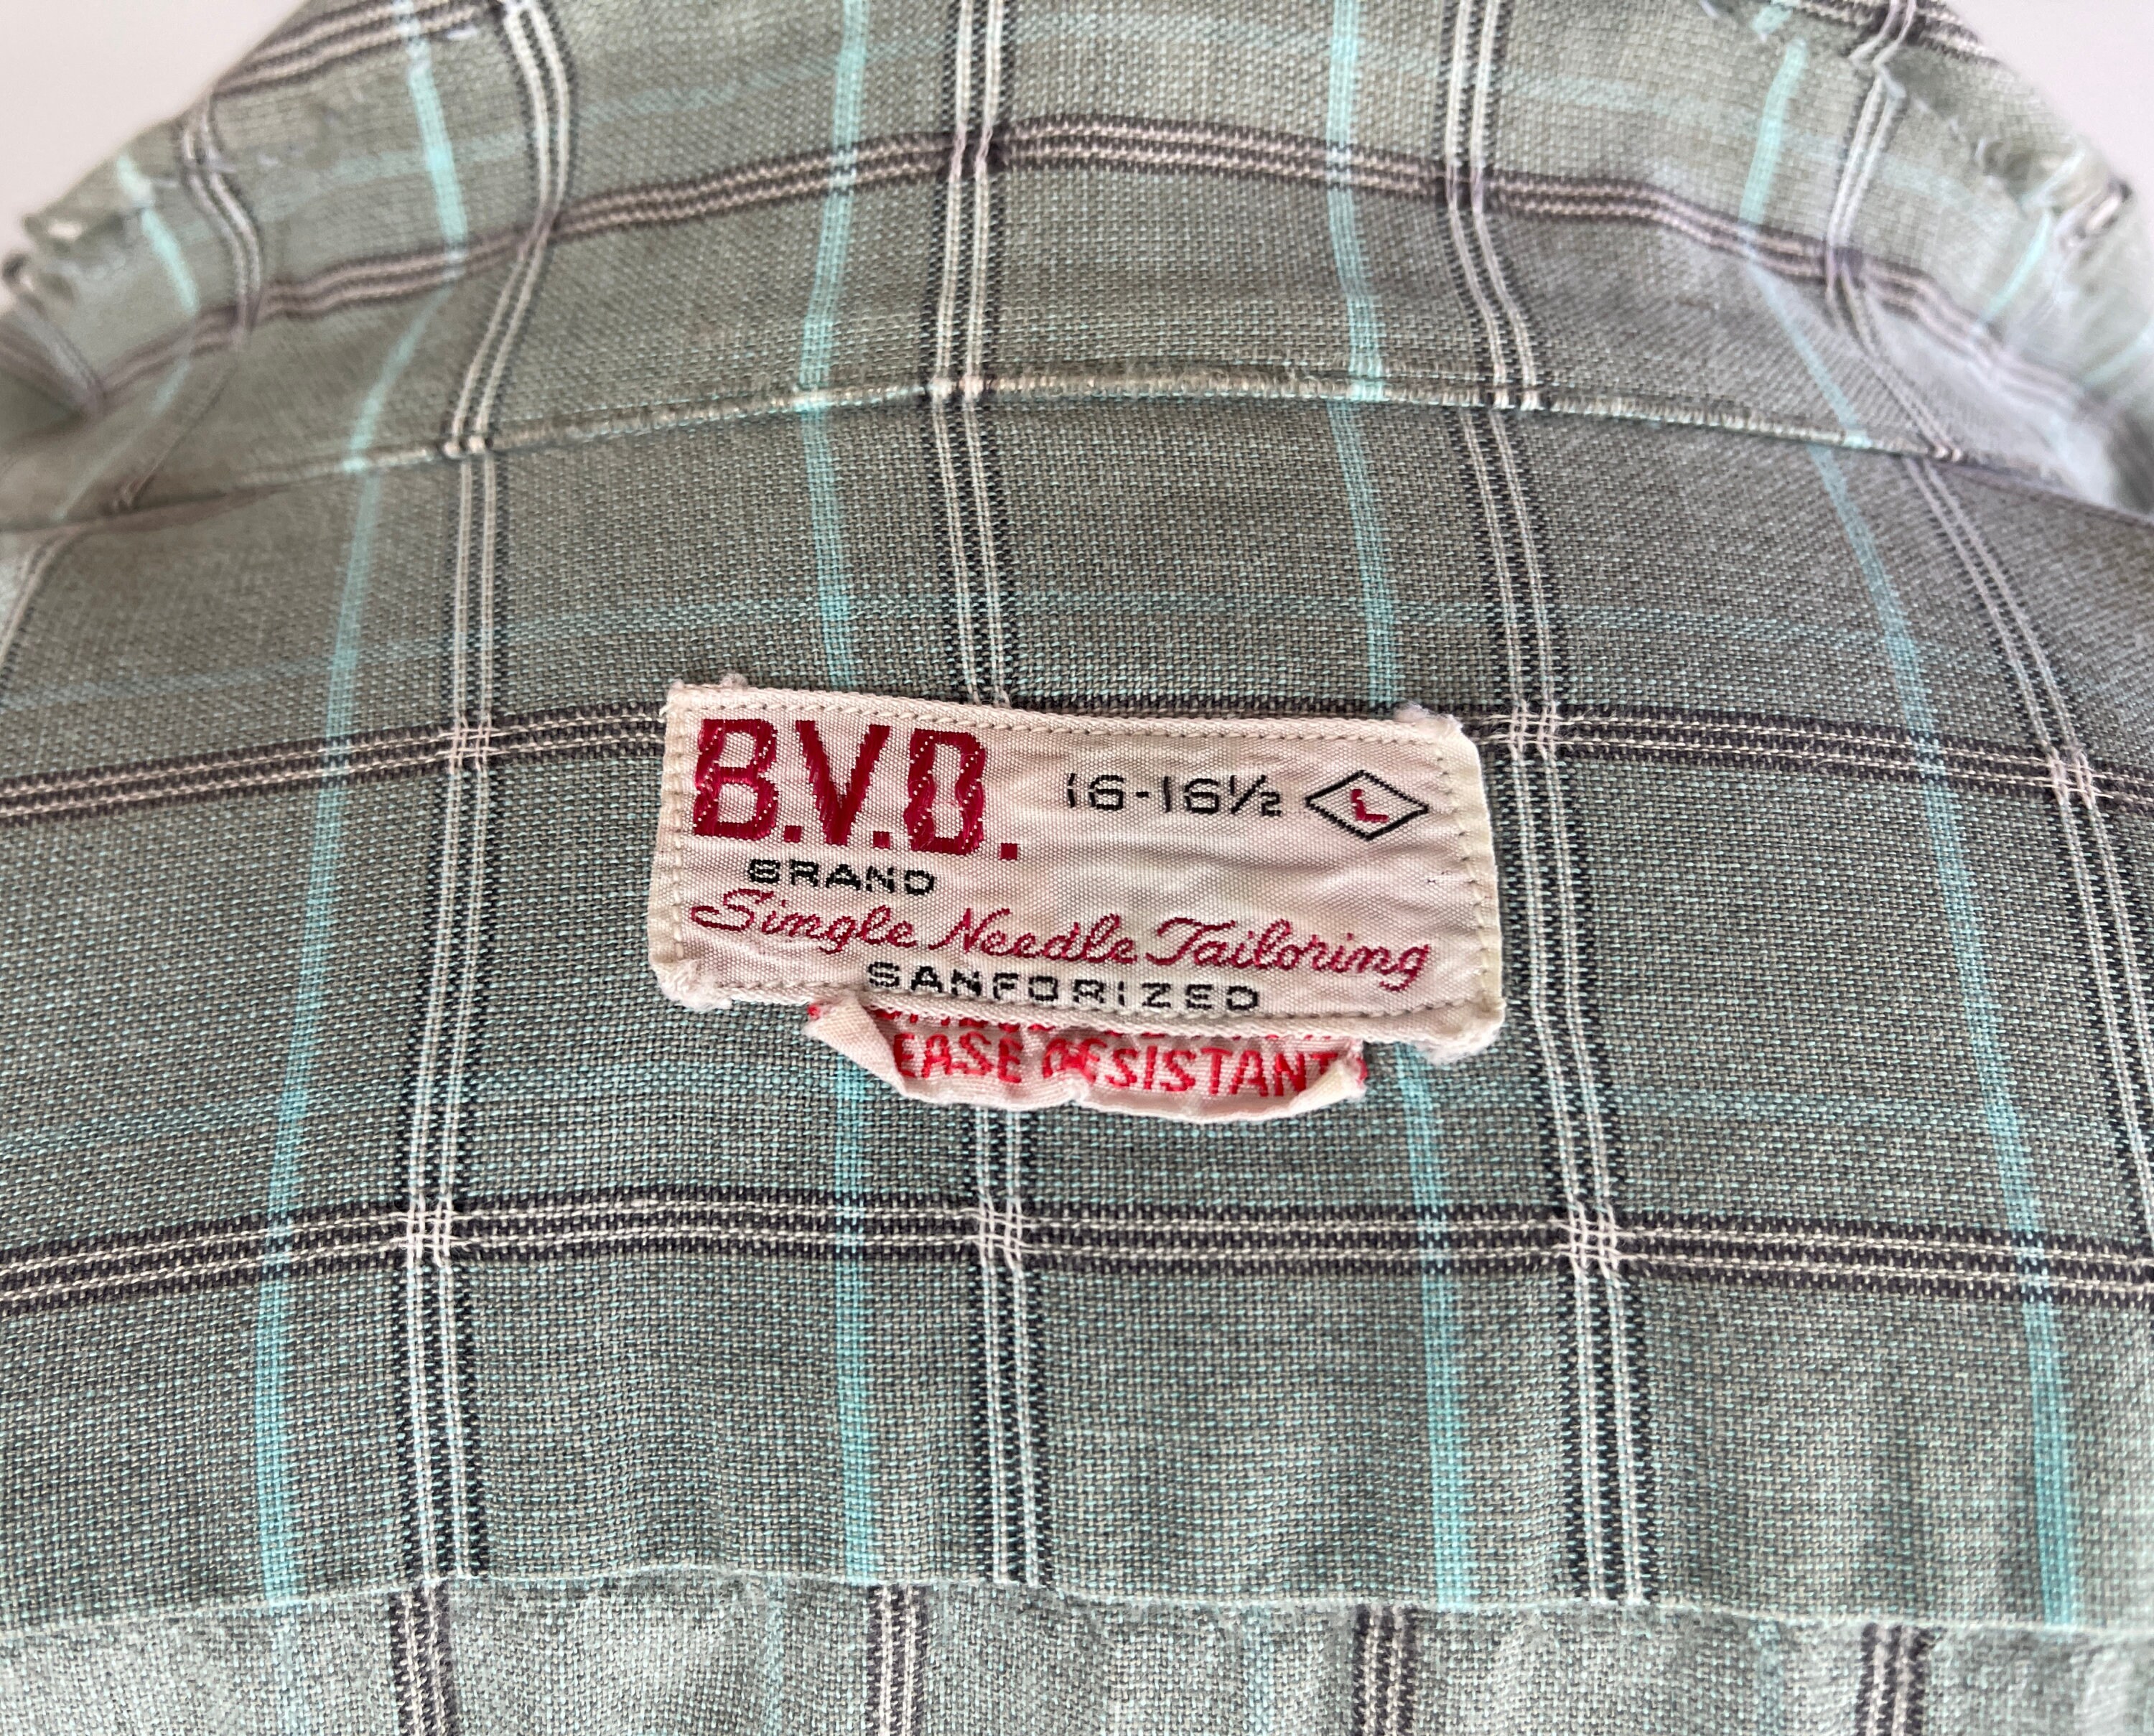 B.V.D. 16-16½ L
BRAND
Single Needle Tailoring
SANFORIZED
EASE RESISTANT